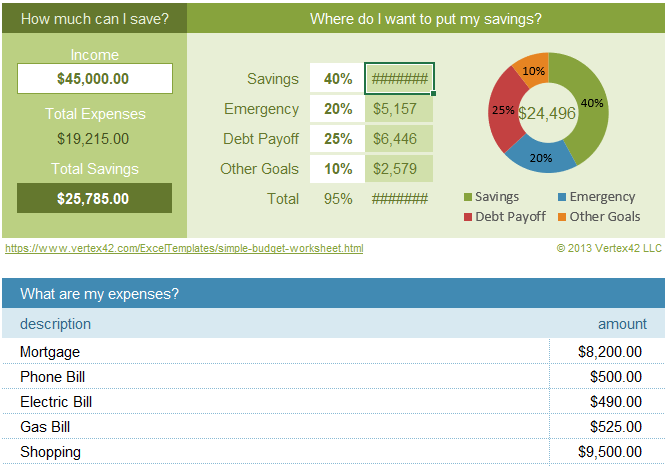 How much can I save?
Where do I want to put my savings?
Income
$45,000.00
Total Expenses
$19,215.00
Total Savings
$25,785.00
Savings 40% #######
Emergency 20% $5,157
Debt Payoff 25% $6,446
Other Goals 10% $2,579
Total 95% #######
10%
40%
25%
$24,496
20%
Savings Emergency
Debt Payoff Other Goals
https://www.vertex42.com/ExcelTemplates/simple-budget-worksheet.html
© 2013 Vertex42 LLC
What are my expenses?
description amount
Mortgage $8,200.00
Phone Bill $500.00
Electric Bill $490.00
Gas Bill $525.00
Shopping $9,500.00